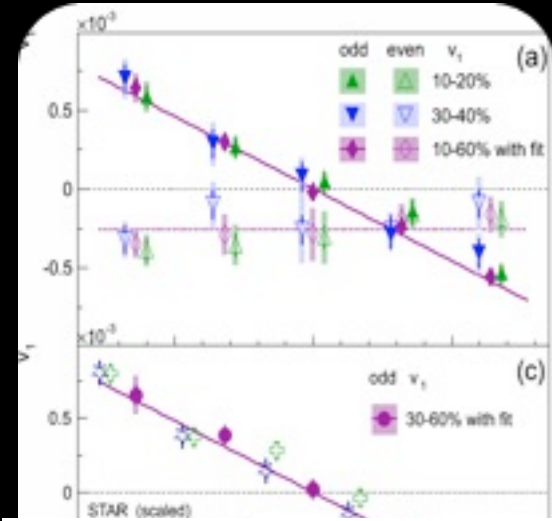 ×10⁻³
v₁
odd even v₁ (a)
10-20%
30-40%
10-60% with fit
0.5
0
-0.5
×10⁻³
v₁
odd v₁ (c)
30-60% with fit
0.5
0
STAR (scaled)